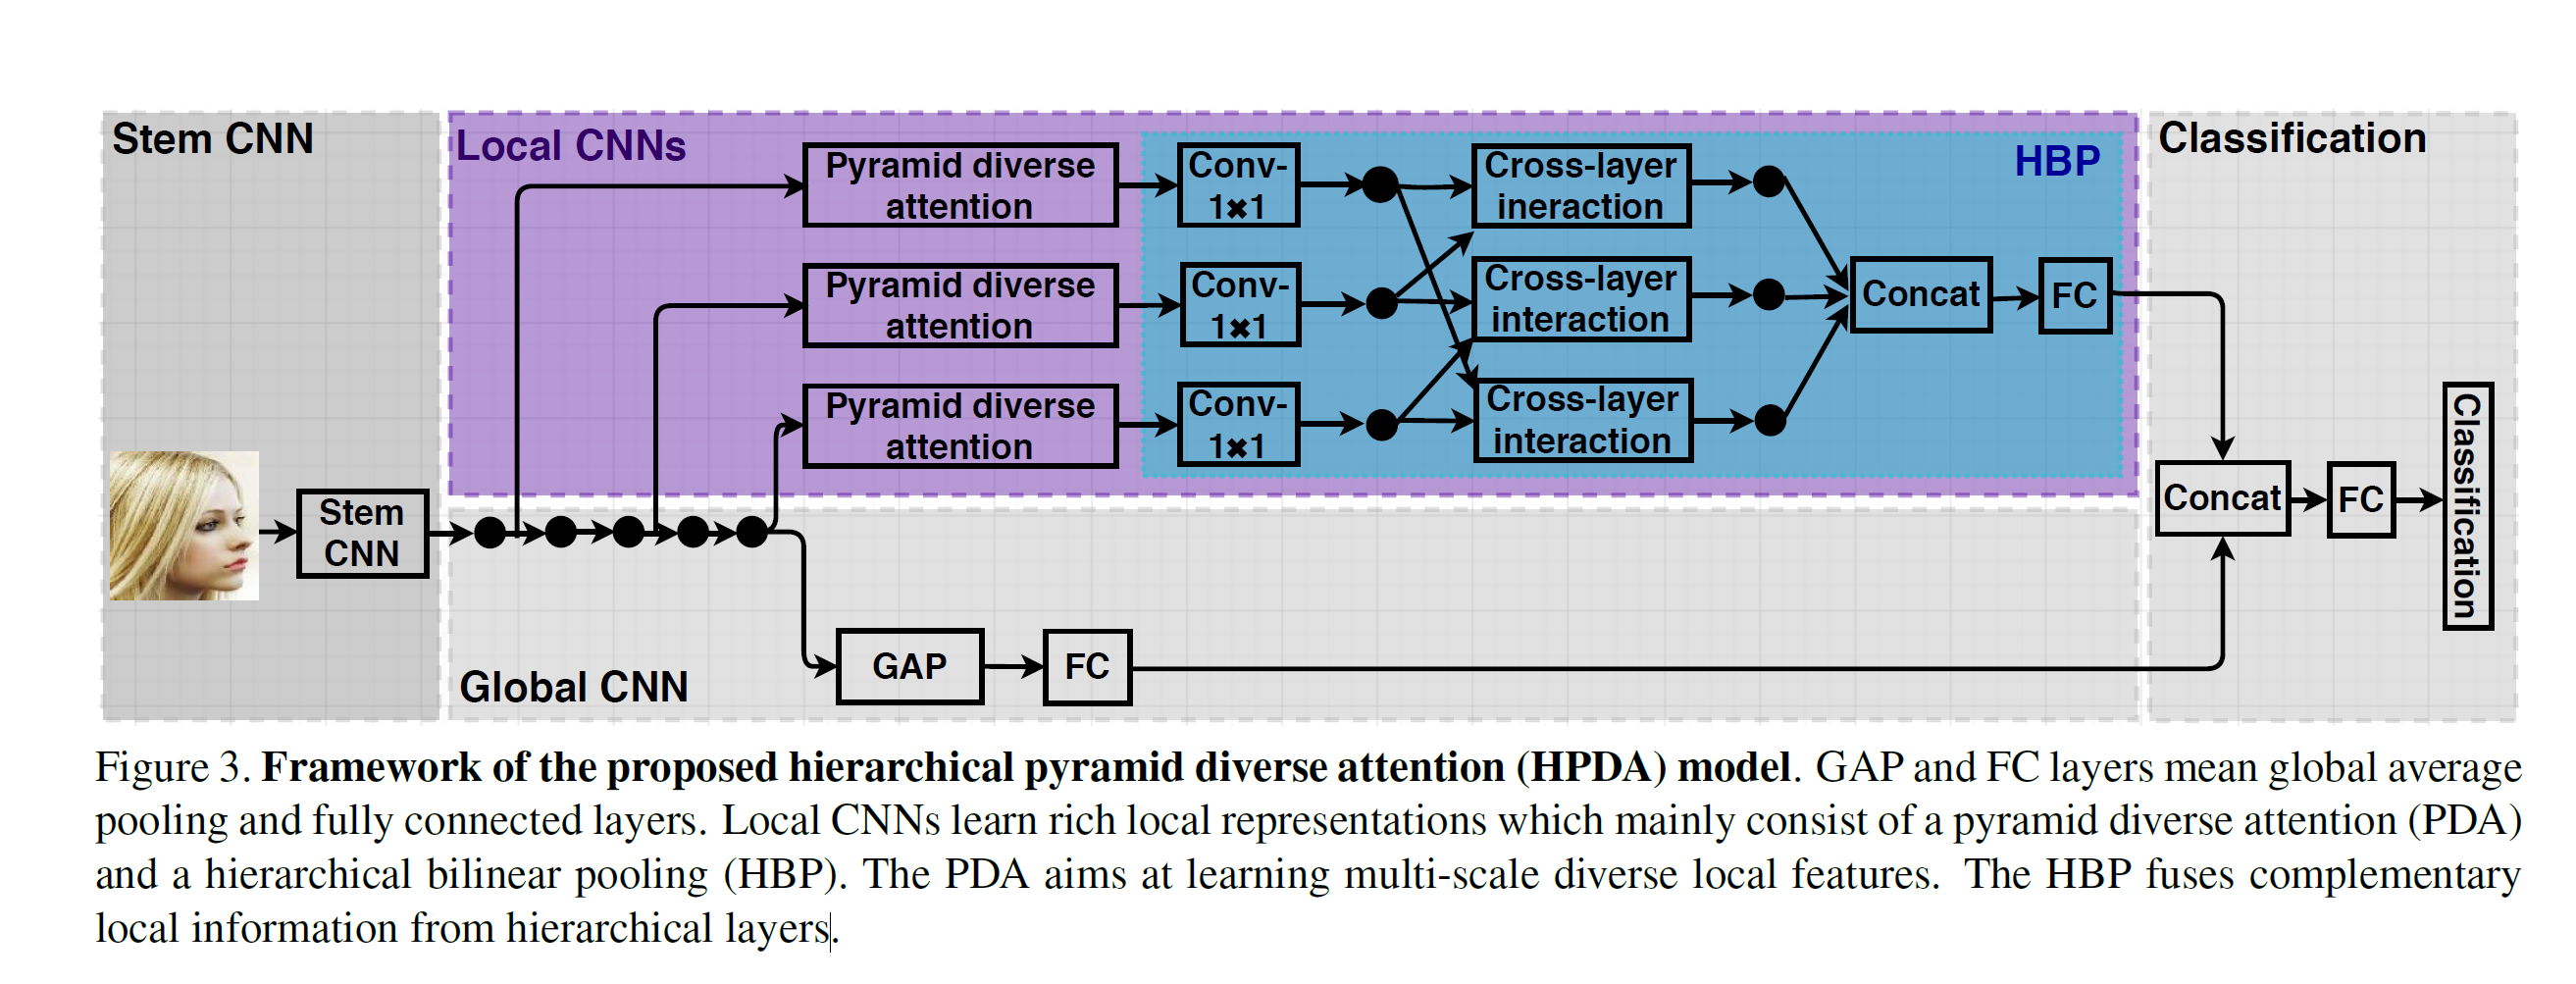 Stem CNN
Local CNNs
HBP
Classification
Pyramid diverse
attention
Conv-
1×1
Cross-layer
ineraction
Pyramid diverse
attention
Conv-
1×1
Cross-layer
interaction
Concat
FC
Pyramid diverse
attention
Conv-
1×1
Cross-layer
interaction
Stem
CNN
Concat
FC
Classification
GAP
FC
Global CNN
Figure 3. Framework of the proposed hierarchical pyramid diverse attention (HPDA) model. GAP and FC layers mean global average
pooling and fully connected layers. Local CNNs learn rich local representations which mainly consist of a pyramid diverse attention (PDA)
and a hierarchical bilinear pooling (HBP). The PDA aims at learning multi-scale diverse local features. The HBP fuses complementary
local information from hierarchical layers.